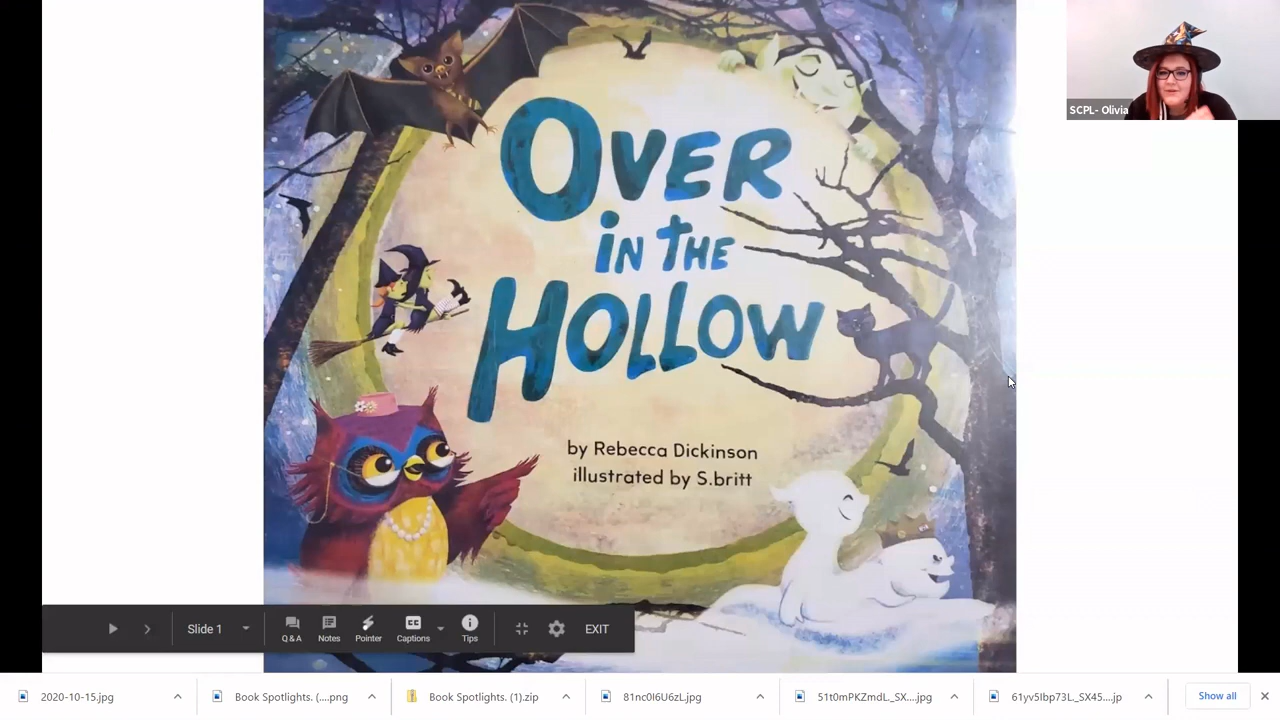 OVER
IN THE
HOLLOW
by Rebecca Dickinson
illustrated by S.britt
SCPL- Olivia
Slide 1
Q & A
Notes
Pointer
Captions
Tips
EXIT
2020-10-15.jpg
Book Spotlights. (....png
Book Spotlights. (1).zip
81nc0I6U6zL.jpg
51t0mPKZmdL._SX....jpg
61yv5Ibp73L._SX45....jp
Show all